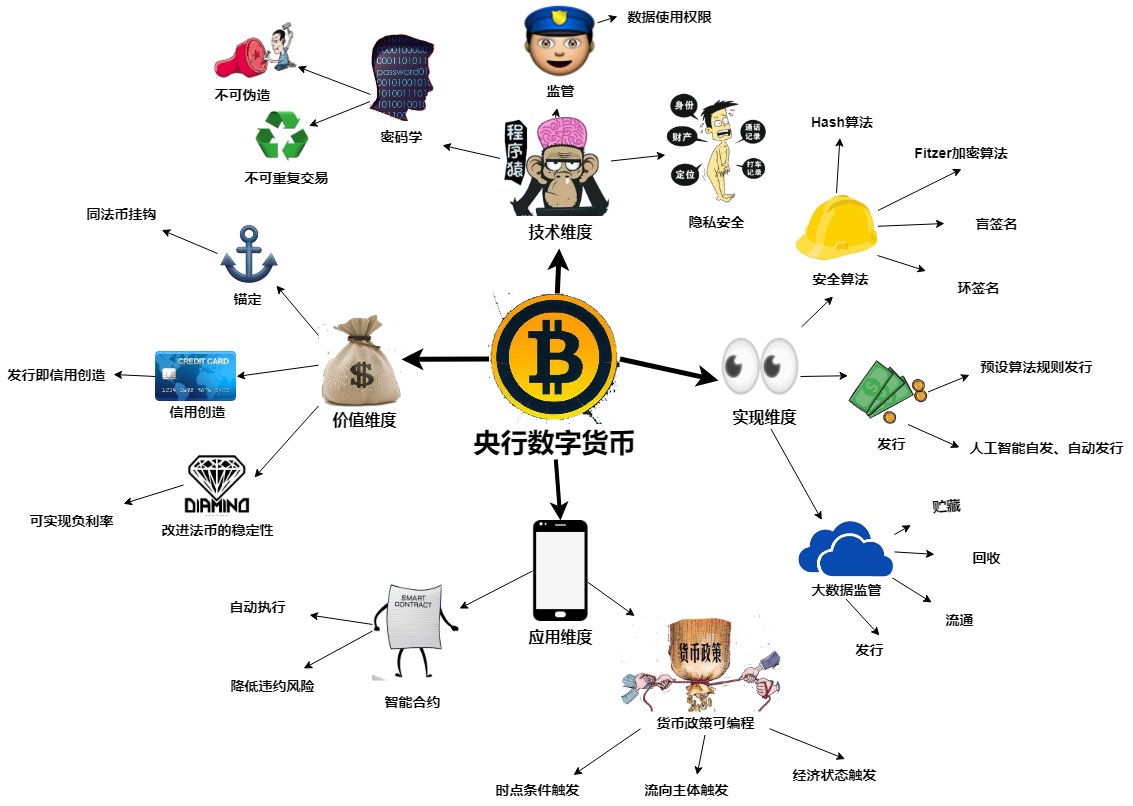 数据使用权限
监管
不可伪造
password01
密码学
不可重复交易
程序猿
技术维度
身份
财产
定位
通话记录
打车记录
隐私安全
Hash算法
Fitzer加密算法
盲签名
环签名
安全算法
同法币挂钩
锚定
CREDIT CARD
发行即信用创造
信用创造
$
价值维度
DIAMIND
可实现负利率
改进法币的稳定性
央行数字货币
实现维度
预设算法规则发行
发行
人工智能自发、自动发行
贮藏
回收
大数据监管
流通
发行
SMART
CONTRACT
自动执行
降低违约风险
智能合约
应用维度
货币政策
货币政策可编程
时点条件触发
流向主体触发
经济状态触发